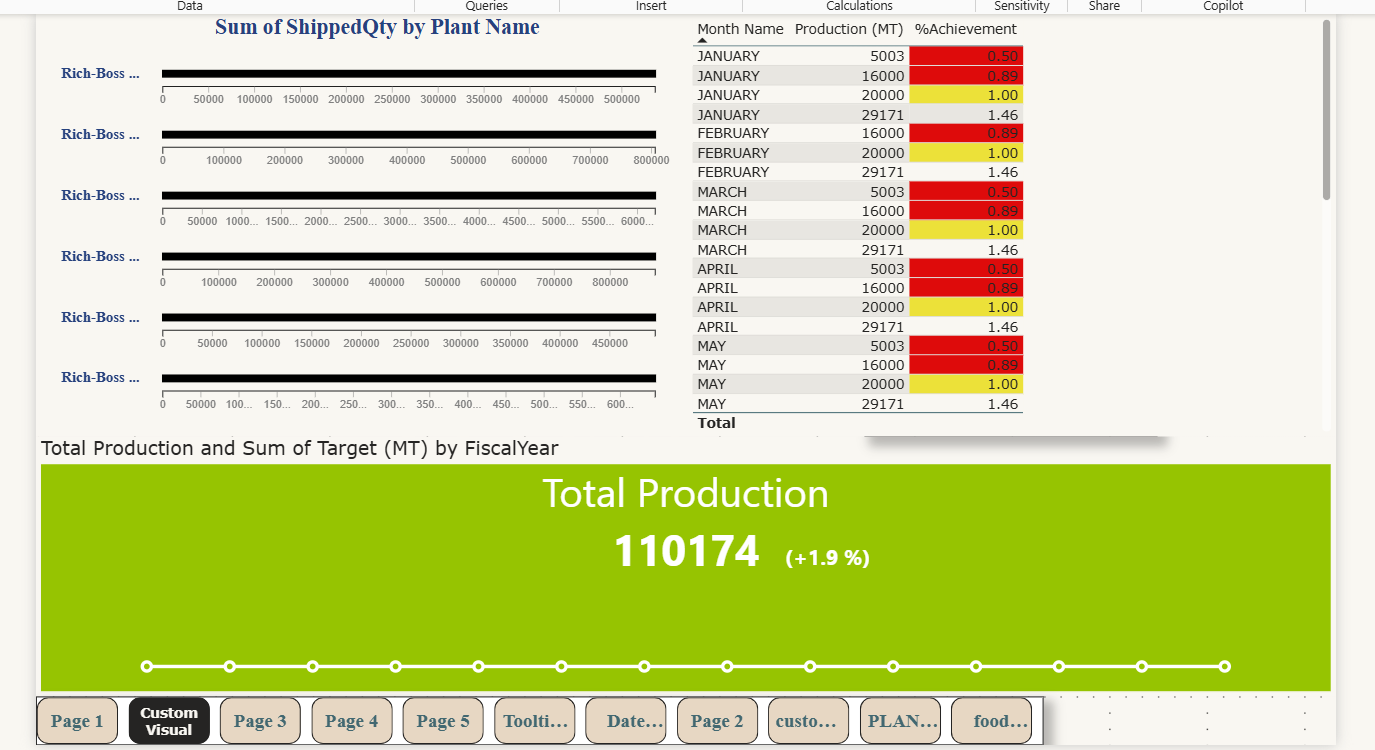 Data Queries Insert Calculations Sensitivity Share Copilot
Sum of ShippedQty by Plant Name
Rich-Boss ...
0 50000 100000 150000 200000 250000 300000 350000 400000 450000 500000
Rich-Boss ...
0 100000 200000 300000 400000 500000 600000 700000 800000
Rich-Boss ...
0 50000 1000... 1500... 2000... 2500... 3000... 3500... 4000... 4500... 5000... 5500... 6000...
Rich-Boss ...
0 100000 200000 300000 400000 500000 600000 700000 800000
Rich-Boss ...
0 50000 100000 150000 200000 250000 300000 350000 400000 450000
Rich-Boss ...
0 50000 100... 150... 200... 250... 300... 350... 400... 450... 500... 550... 600...
Month Name Production (MT) %Achievement
JANUARY 5003 0.50
JANUARY 16000 0.89
JANUARY 20000 1.00
JANUARY 29171 1.46
FEBRUARY 16000 0.89
FEBRUARY 20000 1.00
FEBRUARY 29171 1.46
MARCH 5003 0.50
MARCH 16000 0.89
MARCH 20000 1.00
MARCH 29171 1.46
APRIL 5003 0.50
APRIL 16000 0.89
APRIL 20000 1.00
APRIL 29171 1.46
MAY 5003 0.50
MAY 16000 0.89
MAY 20000 1.00
MAY 29171 1.46
Total
Total Production and Sum of Target (MT) by FiscalYear
Total Production
110174 (+1.9 %)
Page 1
Custom
Visual
Page 3
Page 4
Page 5
Toolti...
Date...
Page 2
custo...
PLAN...
food...